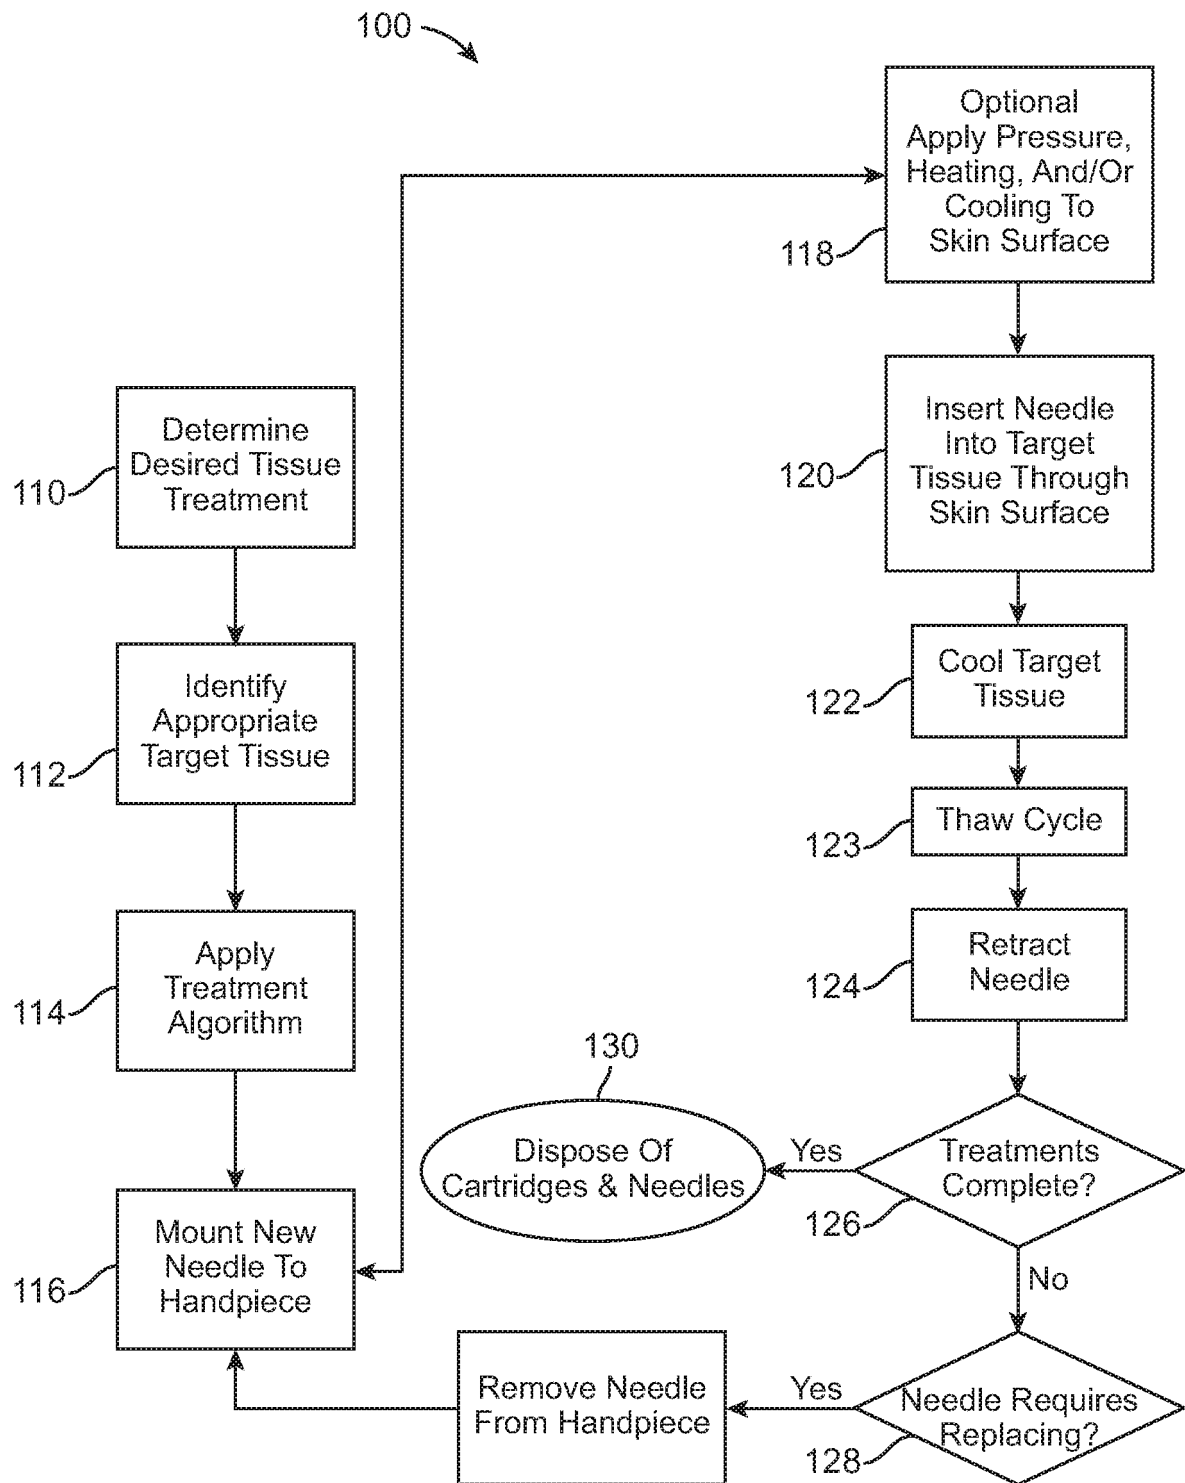 100
Determine
Desired Tissue
Treatment
110
Identify
Appropriate
Target Tissue
112
Apply
Treatment
Algorithm
114
Mount New
Needle To
Handpiece
116
Optional
Apply Pressure,
Heating, And/Or
Cooling To
Skin Surface
118
Insert Needle
Into Target
Tissue Through
Skin Surface
120
Cool Target
Tissue
122
Thaw Cycle
123
Retract
Needle
124
Treatments
Complete?
126
Yes
130
Dispose Of
Cartridges & Needles
No
Needle Requires
Replacing?
128
Yes
Remove Needle
From Handpiece